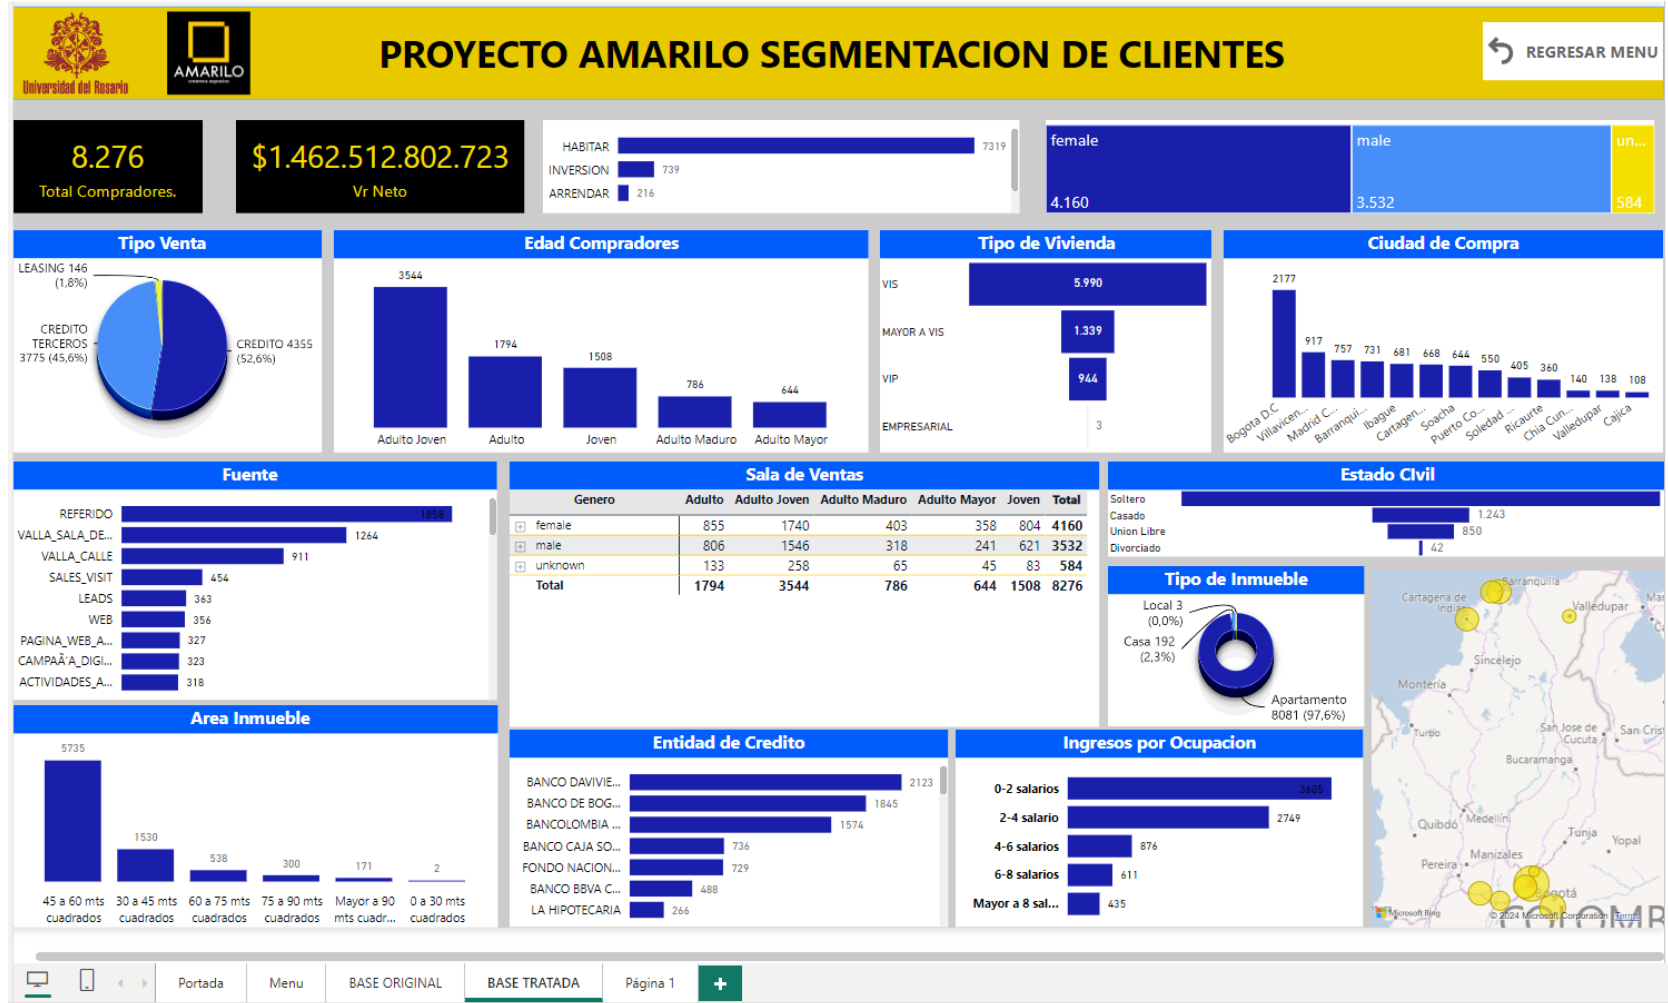 PROYECTO AMARILO SEGMENTACION DE CLIENTES
Universidad del Rosario
AMARILO
REGRESAR MENU
8.276
Total Compradores.
$1.462.512.802.723
Vr Neto
HABITAR 7319
INVERSION 739
ARRENDAR 216
female male un...
4.160 3.532 584
Tipo Venta
LEASING 146
(1,8%)
CREDITO
TERCEROS
3775 (45,6%)
CREDITO 4355
(52,6%)
Edad Compradores
3544 1794 1508 786 644
Adulto Joven Adulto Joven Adulto Maduro Adulto Mayor
Tipo de Vivienda
VIS 5.990
MAYOR A VIS 1.339
VIP 944
EMPRESARIAL 3
Ciudad de Compra
2177 917 757 731 681 668 644 550 405 360 140 138 108
Bogota D.C Villavicen... Madrid C... Barranqui... Ibague Cartagen... Soacha Puerto Co... Soledad ... Ricaurte Chia Cun... Valledupar Cajica
Fuente
REFERIDO 1858
VALLA_SALA_DE... 1264
VALLA_CALLE 911
SALES_VISIT 454
LEADS 363
WEB 356
PAGINA_WEB_A... 327
CAMPAÃ'A_DIGI... 323
ACTIVIDADES_A... 318
Sala de Ventas
Genero Adulto Adulto Joven Adulto Maduro Adulto Mayor Joven Total
female 855 1740 403 358 804 4160
male 806 1546 318 241 621 3532
unknown 133 258 65 45 83 584
Total 1794 3544 786 644 1508 8276
Estado CIvil
Soltero
Casado 1.243
Union Libre 850
Divorciado 42
Tipo de Inmueble
Local 3
(0,0%)
Casa 192
(2,3%)
Apartamento
8081 (97,6%)
Area Inmueble
5735 1530 538 300 171 2
45 a 60 mts 30 a 45 mts 60 a 75 mts 75 a 90 mts Mayor a 90 0 a 30 mts
cuadrados cuadrados cuadrados cuadrados mts cuadr... cuadrados
Entidad de Credito
BANCO DAVIVIE... 2123
BANCO DE BOG... 1845
BANCOLOMBIA ... 1574
BANCO CAJA SO... 736
FONDO NACION... 729
BANCO BBVA C... 488
LA HIPOTECARIA 266
Ingresos por Ocupacion
0-2 salarios 3605
2-4 salario 2749
4-6 salarios 876
6-8 salarios 611
Mayor a 8 sal... 435
Barranquilla
Cartagena de
Indias
Valledupar
Mar
Sincelejo
Montería
Turbo
San Jose de
Cucuta
San Cris
Bucaramanga
Quibdó
Medellín
Tunja
Yopal
Manizales
Pereira
Bogotá
COLOMB
Microsoft Bing
© 2024 Microsoft Corporation Terms
Portada Menu BASE ORIGINAL BASE TRATADA Página 1 +